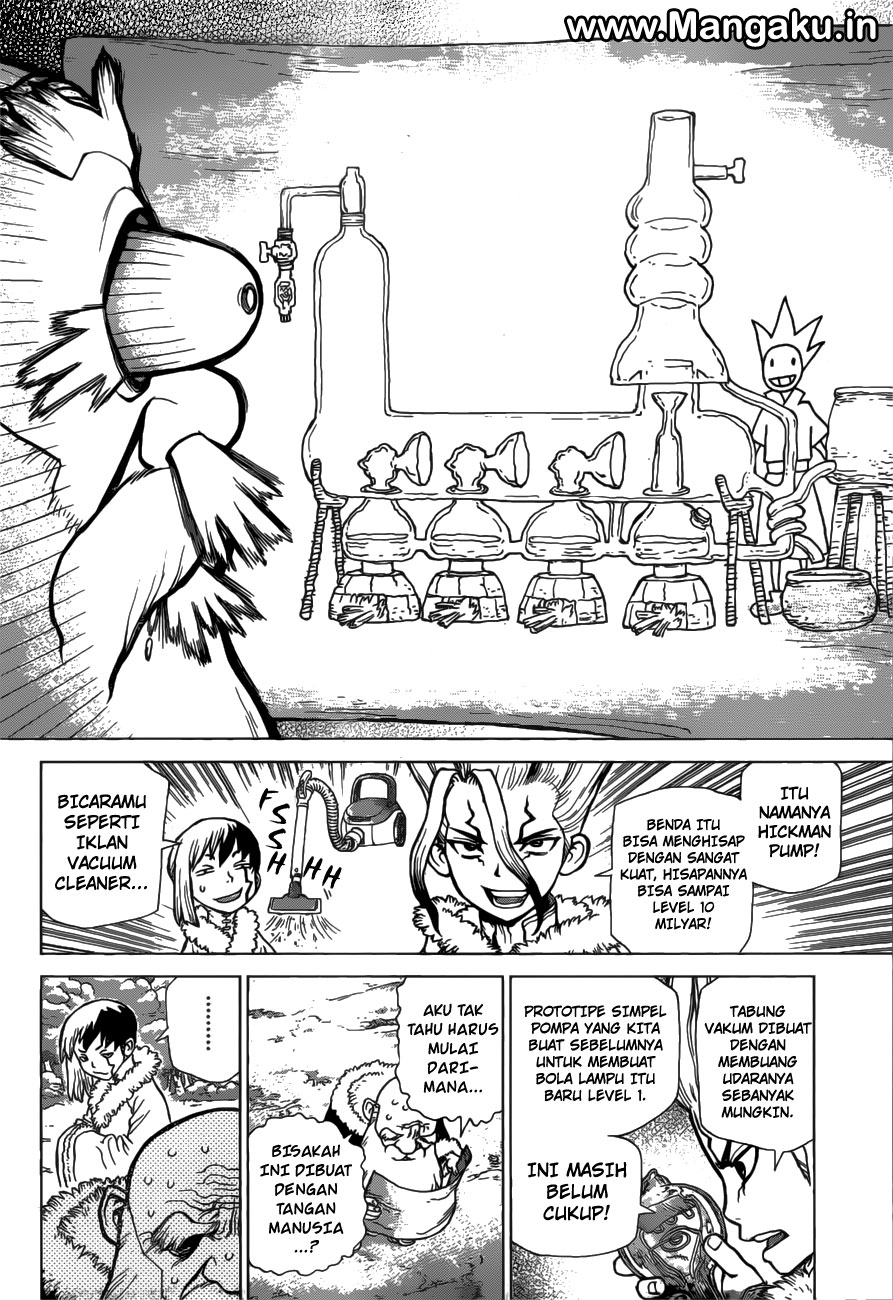 www.Mangaku.in
ITU
NAMANYA
HICKMAN
PUMP!
BENDA ITU
BISA MENGHISAP
DENGAN SANGAT
KUAT, HISAPANNYA
BISA SAMPAI
LEVEL 10
MILYAR!
FSSHHH
BICARAMU
SEPERTI
IKLAN
VACUUM
CLEANER...
TABUNG
VAKUM DIBUAT
DENGAN
MEMBUANG
UDARANYA
SEBANYAK
MUNGKIN.
PROTOTIPE SIMPEL
POMPA YANG KITA
BUAT SEBELUMNYA
UNTUK MEMBUAT
BOLA LAMPU ITU
BARU LEVEL 1.
INI MASIH
BELUM
CUKUP!
AKU TAK
TAHU HARUS
MULAI
DARI-
MANA...
BISAKAH
INI DIBUAT
DENGAN
TANGAN
MANUSIA
...?
.........